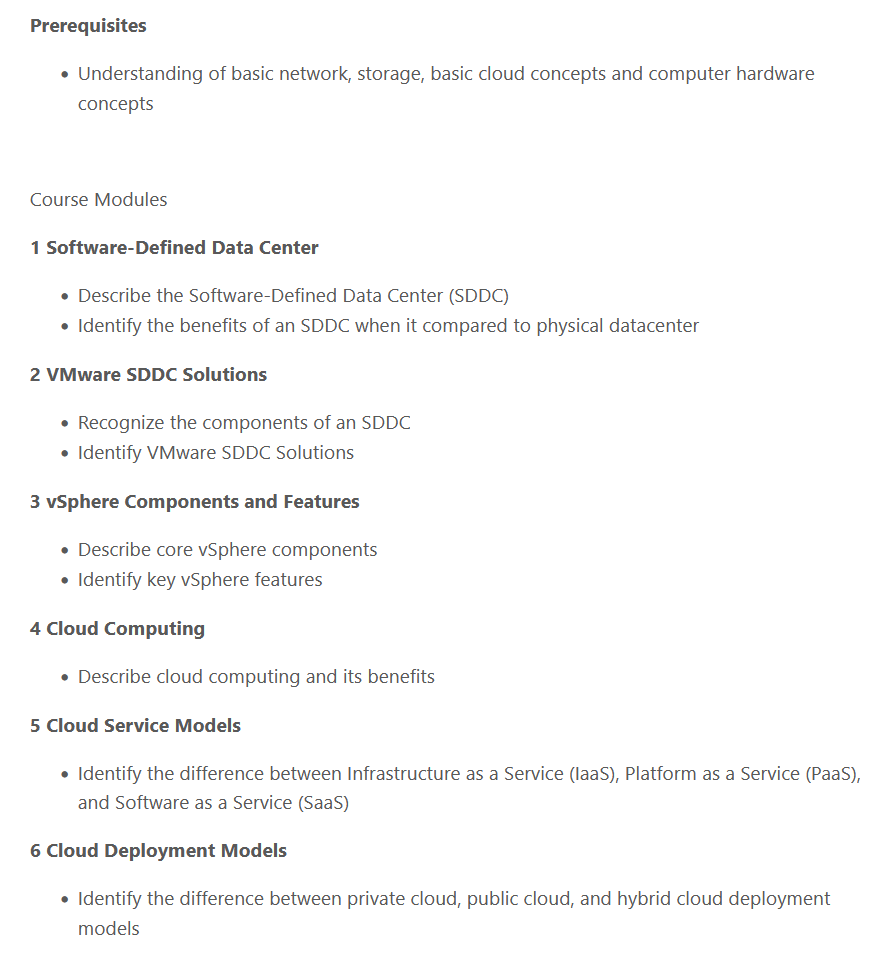 Prerequisites
• Understanding of basic network, storage, basic cloud concepts and computer hardware
concepts
Course Modules
1 Software-Defined Data Center
• Describe the Software-Defined Data Center (SDDC)
• Identify the benefits of an SDDC when it compared to physical datacenter
2 VMware SDDC Solutions
• Recognize the components of an SDDC
• Identify VMware SDDC Solutions
3 vSphere Components and Features
• Describe core vSphere components
• Identify key vSphere features
4 Cloud Computing
• Describe cloud computing and its benefits
5 Cloud Service Models
• Identify the difference between Infrastructure as a Service (IaaS), Platform as a Service (PaaS),
and Software as a Service (SaaS)
6 Cloud Deployment Models
• Identify the difference between private cloud, public cloud, and hybrid cloud deployment
models